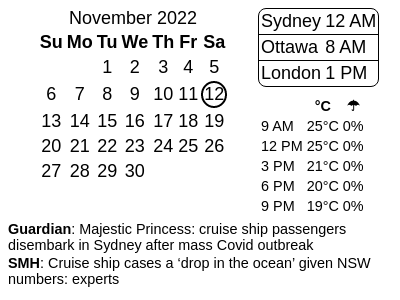 November 2022
Su Mo Tu We Th Fr Sa
1 2 3 4 5
6 7 8 9 10 11 12
13 14 15 16 17 18 19
20 21 22 23 24 25 26
27 28 29 30
Sydney 12 AM
Ottawa 8 AM
London 1 PM
°C ☂
9 AM 25°C 0%
12 PM 25°C 0%
3 PM 21°C 0%
6 PM 20°C 0%
9 PM 19°C 0%
Guardian: Majestic Princess: cruise ship passengers
disembark in Sydney after mass Covid outbreak
SMH: Cruise ship cases a ‘drop in the ocean’ given NSW
numbers: experts